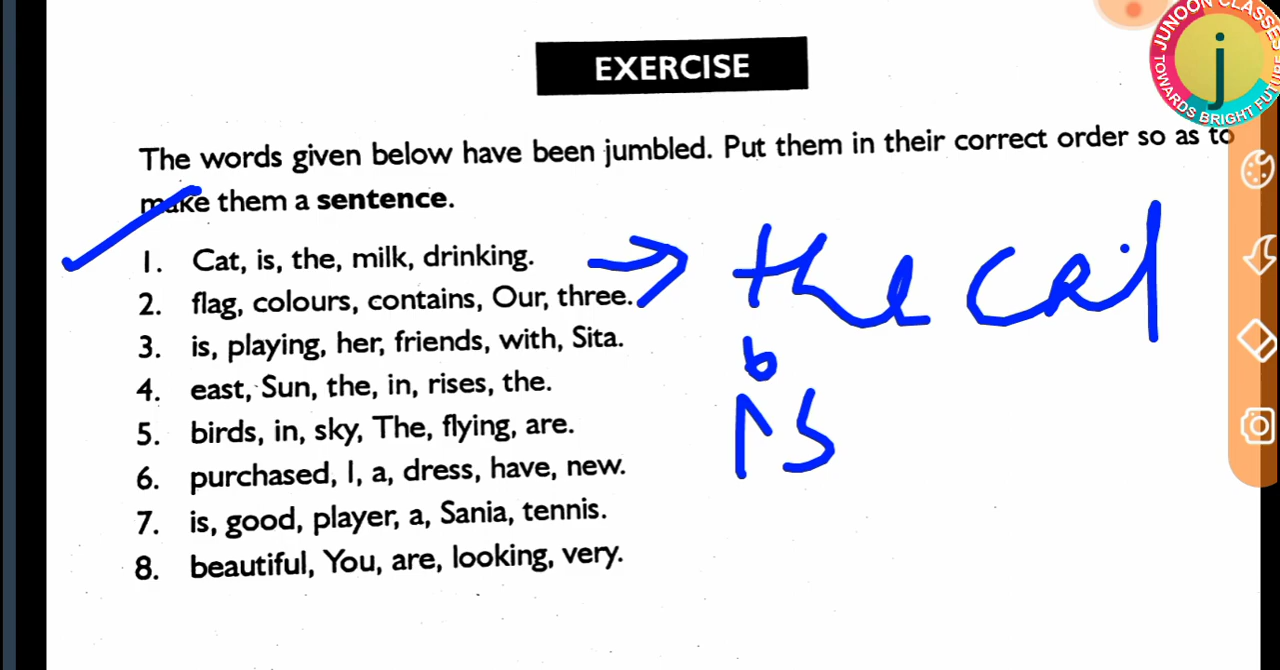 JUNOON CLASSES
TOWARDS BRIGHT FUTURE
j
EXERCISE
The words given below have been jumbled. Put them in their correct order so as to
make them a sentence.
1. Cat, is, the, milk, drinking.
the cat
2. flag, colours, contains, Our, three.
3. is, playing, her, friends, with, Sita.
is
4. east, Sun, the, in, rises, the.
5. birds, in, sky, The, flying, are.
6. purchased, I, a, dress, have, new.
7. is, good, player, a, Sania, tennis.
8. beautiful, You, are, looking, very.